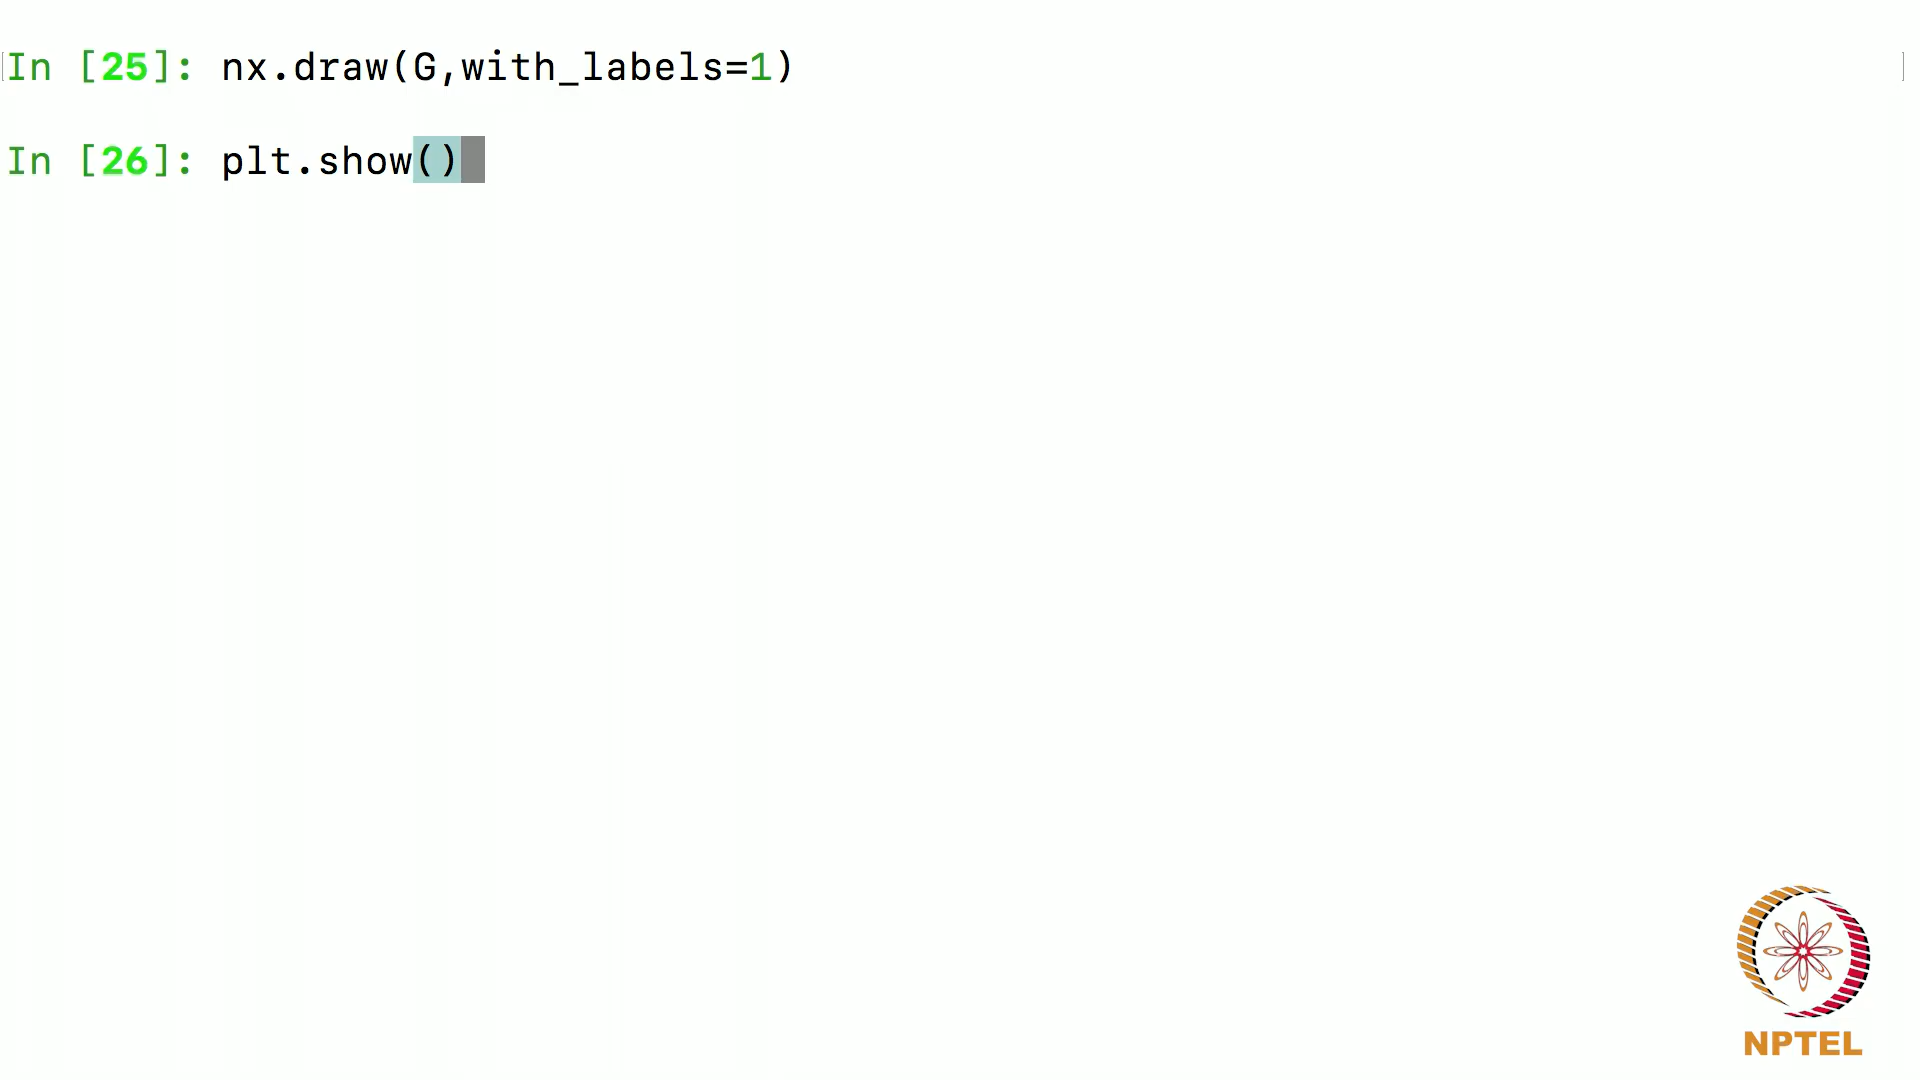 In [25]: nx.draw(G,with_labels=1)
In [26]: plt.show()
NPTEL